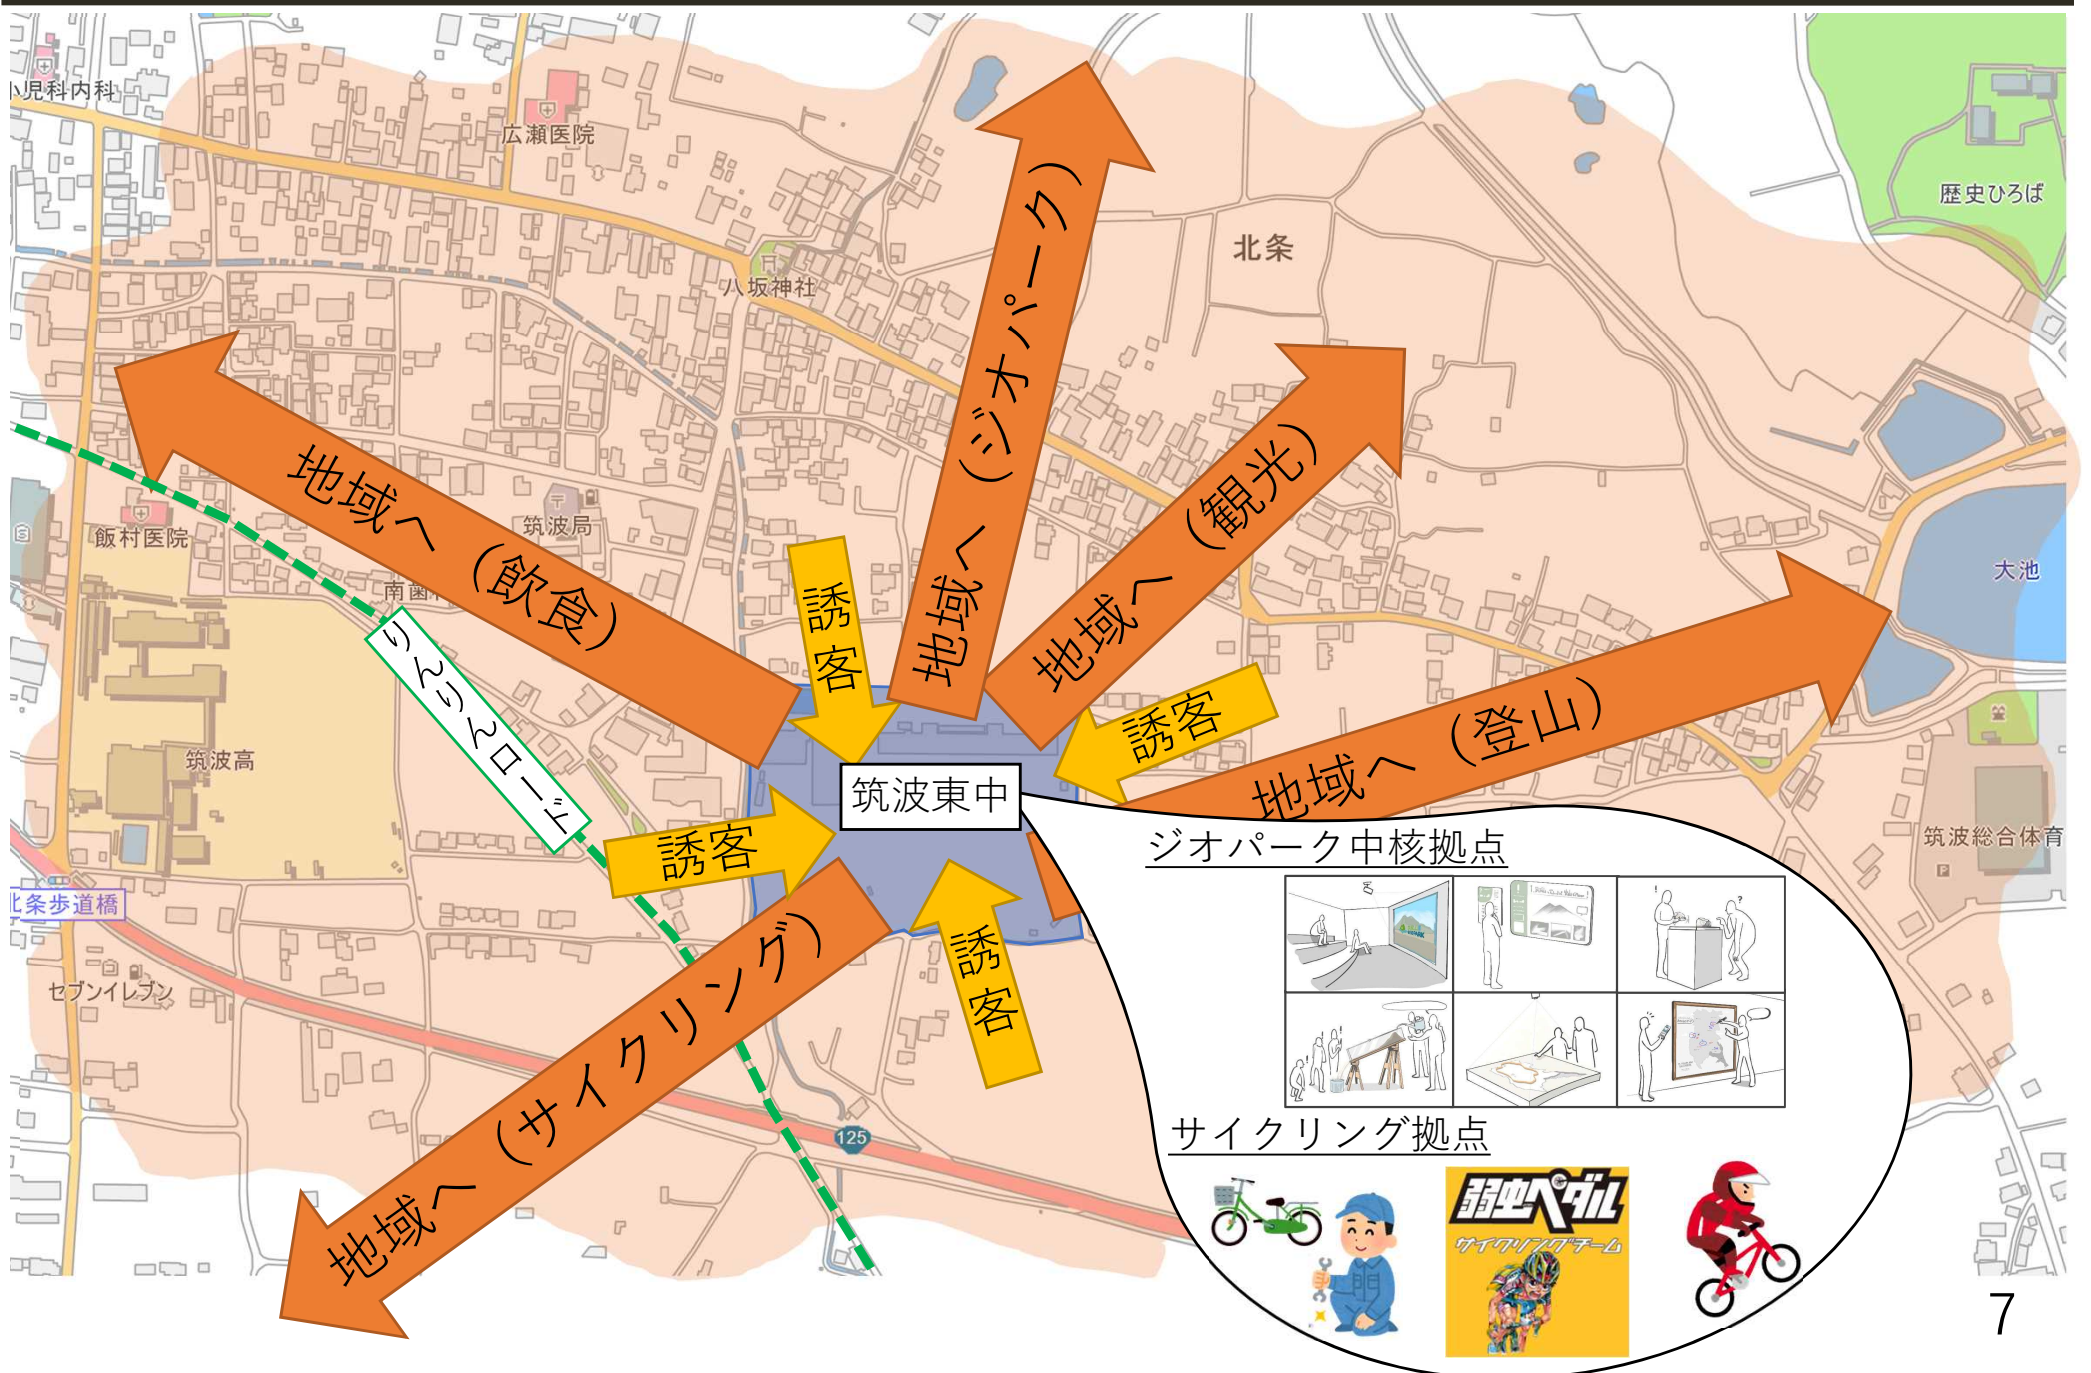 小児科内科
広瀬医院
歴史ひろば
北条
八坂神社
地域へ（ジオパーク）
地域へ（観光）
地域へ（飲食）
筑波局
飯村医院
南歯
大池
誘客
りんりんロード
誘客
地域へ（登山）
筑波高
筑波東中
誘客
筑波総合体育
ジオパーク中核拠点
北条歩道橋
セブンイレブン
誘客
地域へ（サイクリング）
125
サイクリング拠点
弱虫ペダル
サイクリングチーム
7